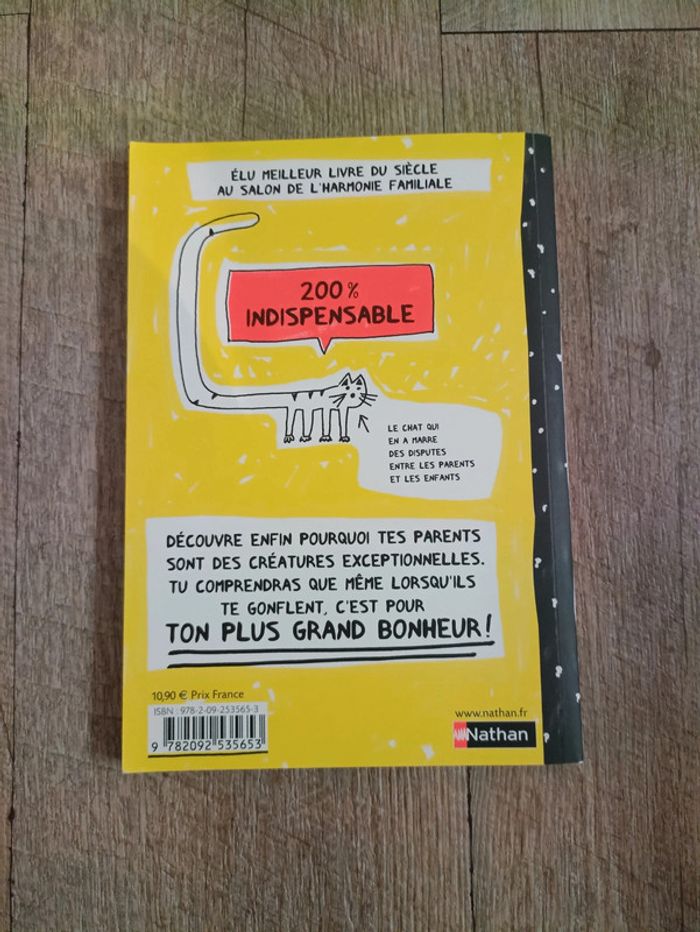 ÉLU MEILLEUR LIVRE DU SIÈCLE
AU SALON DE L'HARMONIE FAMILIALE
200 %
INDISPENSABLE
LE CHAT QUI
EN A MARRE
DES DISPUTES
ENTRE LES PARENTS
ET LES ENFANTS
DÉCOUVRE ENFIN POURQUOI TES PARENTS
SONT DES CRÉATURES EXCEPTIONNELLES.
TU COMPRENDRAS QUE MÊME LORSQU'ILS
TE GONFLENT, C'EST POUR
TON PLUS GRAND BONHEUR !
10,90 € Prix France
ISBN : 978-2-09-253565-3
9 782092 535653
www.nathan.fr
Nathan